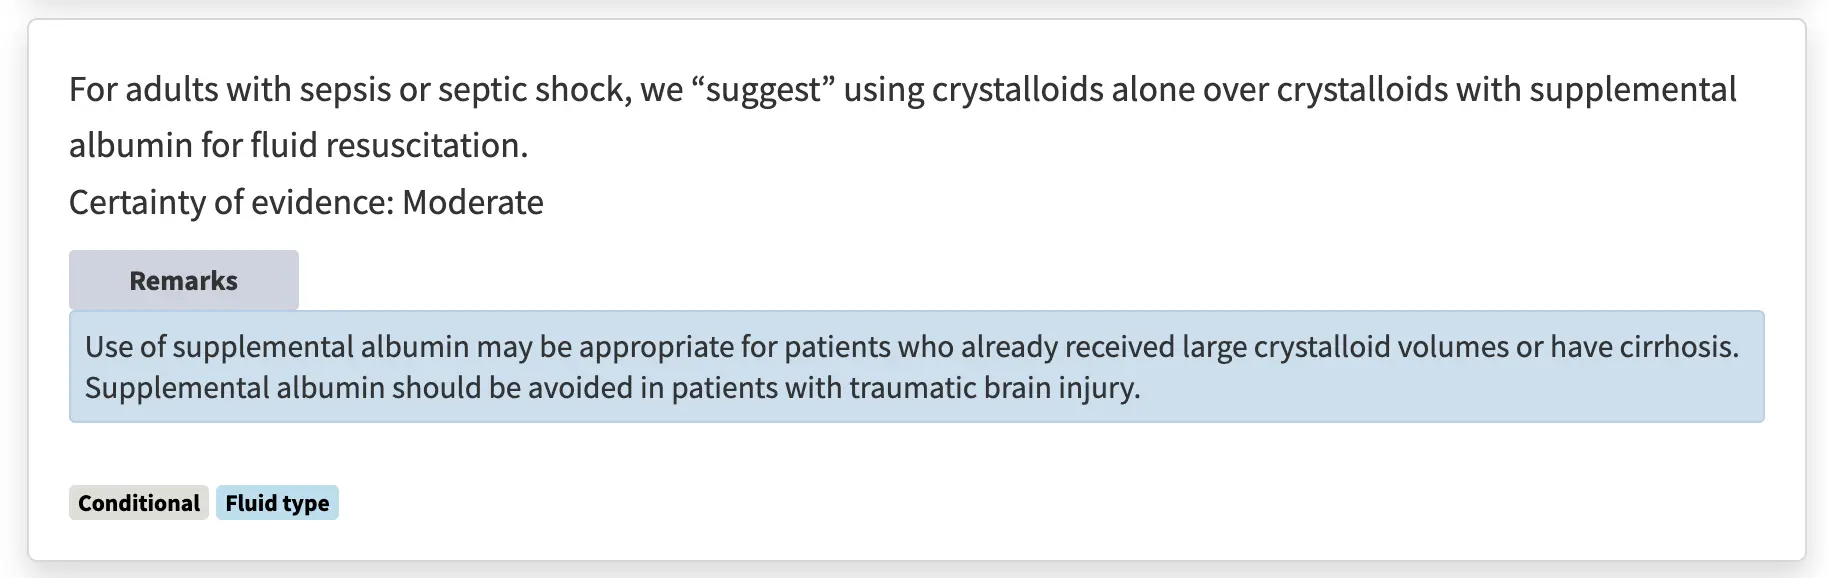 For adults with sepsis or septic shock, we “suggest” using crystalloids alone over crystalloids with supplemental
albumin for fluid resuscitation.
Certainty of evidence: Moderate
Remarks
Use of supplemental albumin may be appropriate for patients who already received large crystalloid volumes or have cirrhosis.
Supplemental albumin should be avoided in patients with traumatic brain injury.
Conditional Fluid type